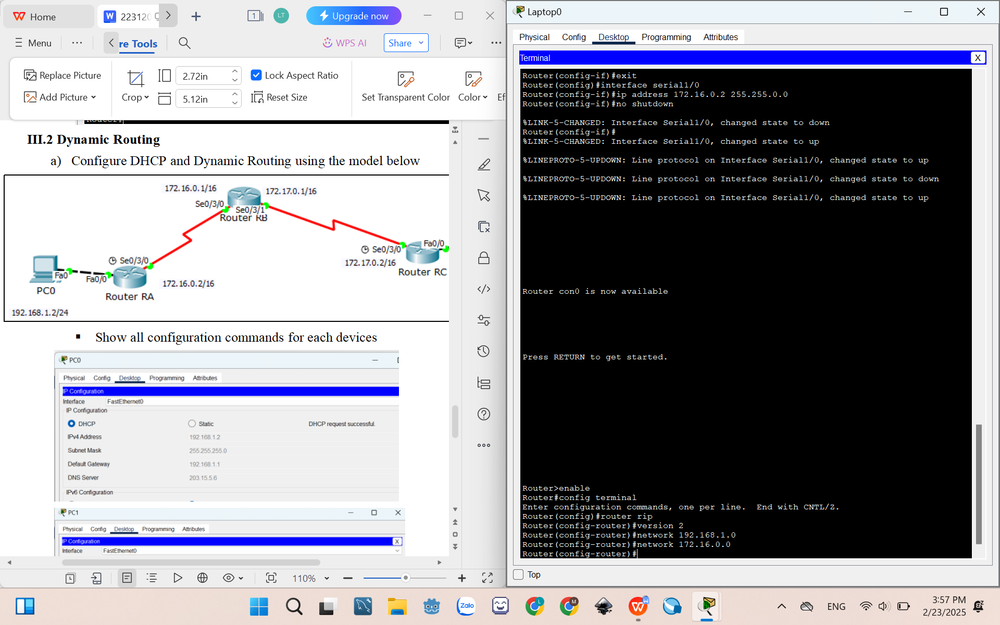 Home
223120
1
LT
Upgrade now
Menu
re Tools
WPS AI
Share
Replace Picture
Add Picture
Crop
2.72in
5.12in
Lock Aspect Ratio
Reset Size
Set Transparent Color
Color
Ef
Router#
III.2 Dynamic Routing
a) Configure DHCP and Dynamic Routing using the model below
172.16.0.1/16
172.17.0.1/16
Se0/3/0
Se0/3/1
Router RB
Se0/3/0
Fa0/0
172.17.0.2/16
Router RC
Se0/3/0
Fa0
Fa0/0
172.16.0.2/16
PC0
Router RA
192.168.1.2/24
▪ Show all configuration commands for each devices
PC0
Physical Config Desktop Programming Attributes
IP Configuration
Interface FastEthernet0
IP Configuration
DHCP Static DHCP request successful.
IPv4 Address 192.168.1.2
Subnet Mask 255.255.255.0
Default Gateway 192.168.1.1
DNS Server 203.15.5.6
IPv6 Configuration
PC1
Physical Config Desktop Programming Attributes
IP Configuration X
Interface FastEthernet0
110%
Laptop0
Physical Config Desktop Programming Attributes
Terminal X
Router(config-if)#exit
Router(config)#interface serial1/0
Router(config-if)#ip address 172.16.0.2 255.255.0.0
Router(config-if)#no shutdown
%LINK-5-CHANGED: Interface Serial1/0, changed state to down
Router(config-if)#
%LINK-5-CHANGED: Interface Serial1/0, changed state to up
%LINEPROTO-5-UPDOWN: Line protocol on Interface Serial1/0, changed state to up
%LINEPROTO-5-UPDOWN: Line protocol on Interface Serial1/0, changed state to down
%LINEPROTO-5-UPDOWN: Line protocol on Interface Serial1/0, changed state to up
Router con0 is now available
Press RETURN to get started.
Router>enable
Router#config terminal
Enter configuration commands, one per line. End with CNTL/Z.
Router(config)#router rip
Router(config-router)#version 2
Router(config-router)#network 192.168.1.0
Router(config-router)#network 172.16.0.0
Router(config-router)#
Top
Zalo
L
M
ENG
3:57 PM
2/23/2025